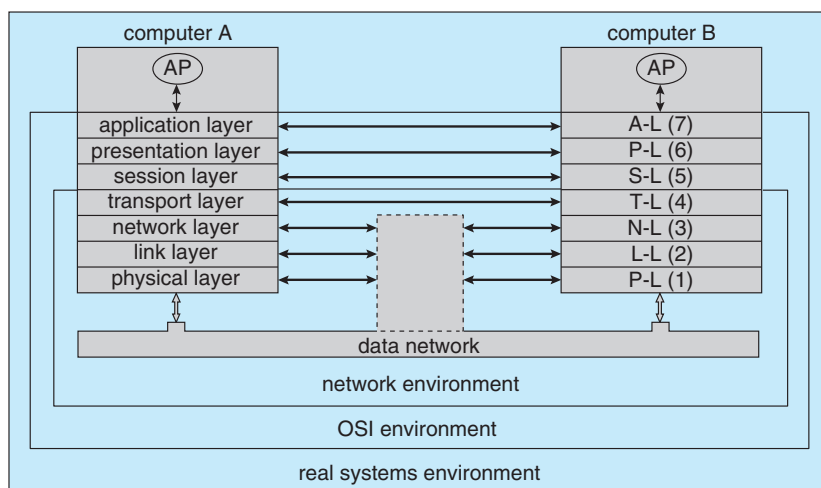 computer A
computer B
AP
AP
application layer
A-L (7)
presentation layer
P-L (6)
session layer
S-L (5)
transport layer
T-L (4)
network layer
N-L (3)
link layer
L-L (2)
physical layer
P-L (1)
data network
network environment
OSI environment
real systems environment